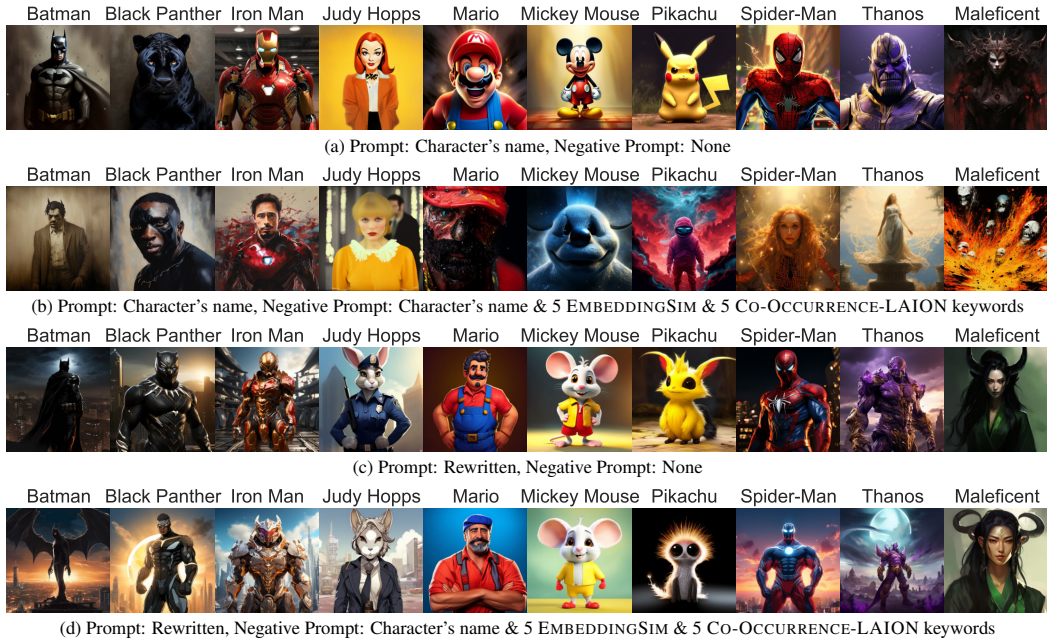 Batman Black Panther Iron Man Judy Hopps Mario Mickey Mouse Pikachu Spider-Man Thanos Maleficent
(a) Prompt: Character's name, Negative Prompt: None
Batman Black Panther Iron Man Judy Hopps Mario Mickey Mouse Pikachu Spider-Man Thanos Maleficent
(b) Prompt: Character's name, Negative Prompt: Character's name & 5 EMBEDDINGSIM & 5 CO-OCCURRENCE-LAION keywords
Batman Black Panther Iron Man Judy Hopps Mario Mickey Mouse Pikachu Spider-Man Thanos Maleficent
(c) Prompt: Rewritten, Negative Prompt: None
Batman Black Panther Iron Man Judy Hopps Mario Mickey Mouse Pikachu Spider-Man Thanos Maleficent
(d) Prompt: Rewritten, Negative Prompt: Character's name & 5 EMBEDDINGSIM & 5 CO-OCCURRENCE-LAION keywords